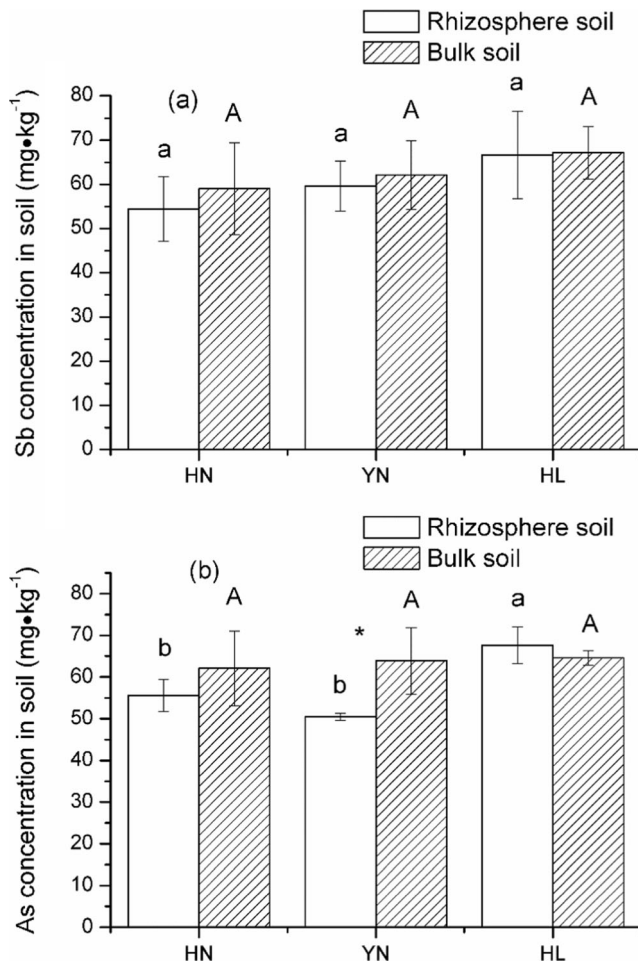 Rhizosphere soil
Bulk soil
(a)
a
A
a
A
a
A
80
70
60
50
40
30
20
10
0
Sb concentration in soil (mg•kg⁻¹)
HN
YN
HL
Rhizosphere soil
Bulk soil
(b)
b
A
*
b
A
a
A
80
70
60
50
40
30
20
10
0
As concentration in soil (mg•kg⁻¹)
HN
YN
HL